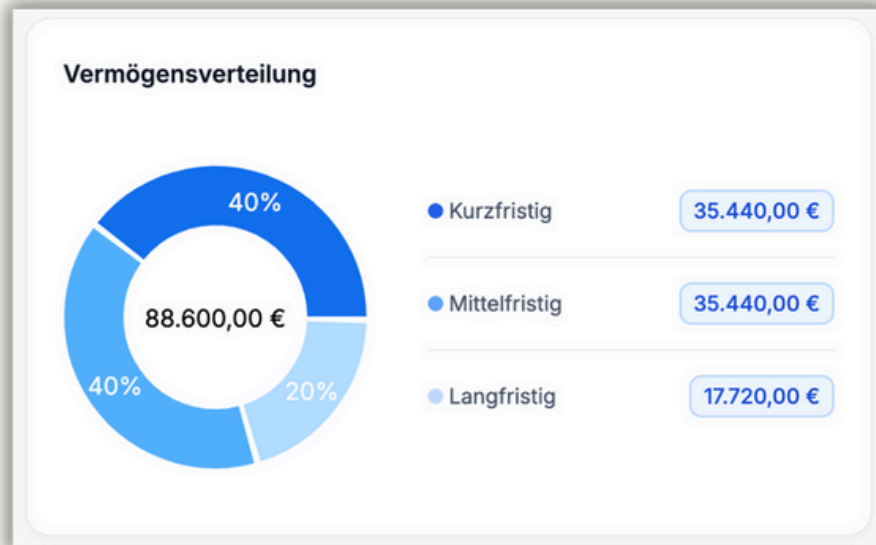 Vermögensverteilung
40%
88.600,00 €
40%
20%
Kurzfristig 35.440,00 €
Mittelfristig 35.440,00 €
Langfristig 17.720,00 €